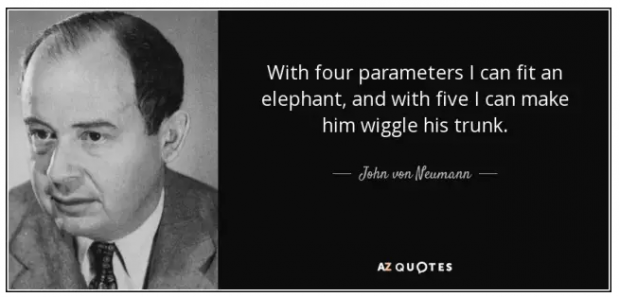 With four parameters I can fit an
elephant, and with five I can make
him wiggle his trunk.
John von Neumann
AZ QUOTES